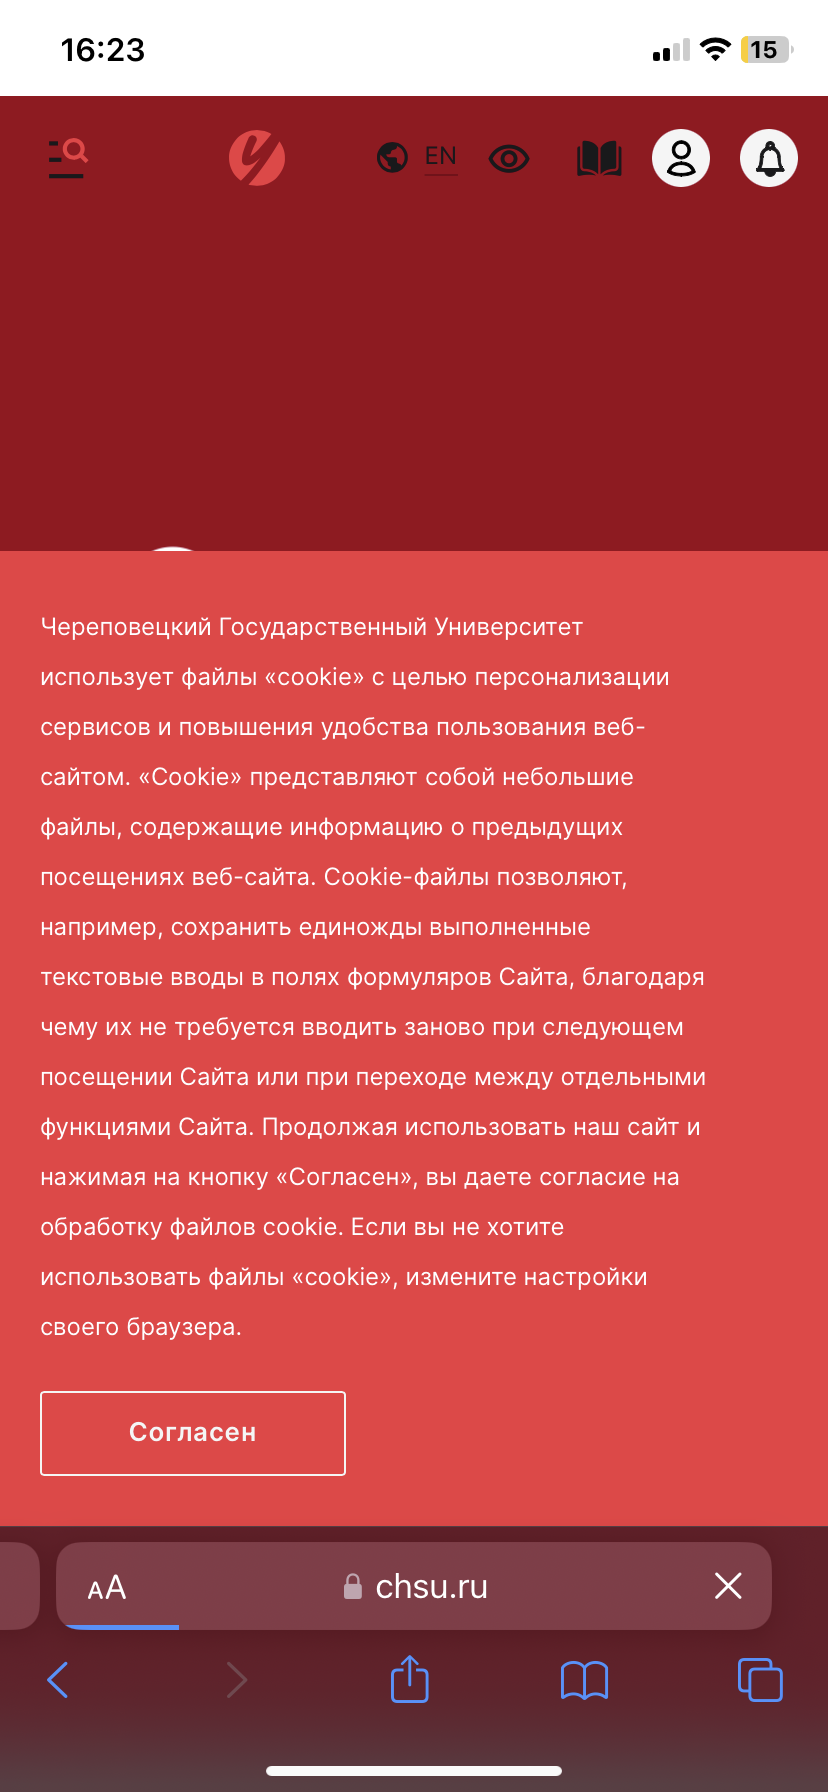 16:23
15
EN
Череповецкий Государственный Университет
использует файлы «cookie» с целью персонализации
сервисов и повышения удобства пользования веб-
сайтом. «Cookie» представляют собой небольшие
файлы, содержащие информацию о предыдущих
посещениях веб-сайта. Cookie-файлы позволяют,
например, сохранить единожды выполненные
текстовые вводы в полях формуляров Сайта, благодаря
чему их не требуется вводить заново при следующем
посещении Сайта или при переходе между отдельными
функциями Сайта. Продолжая использовать наш сайт и
нажимая на кнопку «Согласен», вы даете согласие на
обработку файлов cookie. Если вы не хотите
использовать файлы «cookie», измените настройки
своего браузера.
Согласен
AA chsu.ru